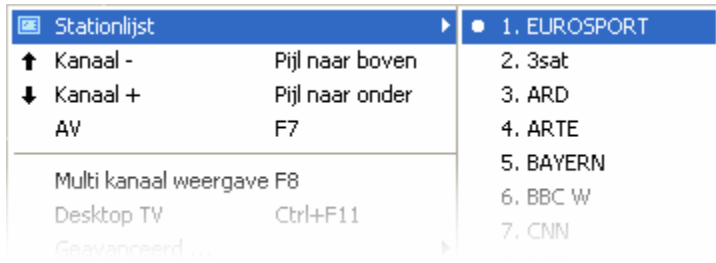 Stationlijst
Kanaal - Pijl naar boven
Kanaal + Pijl naar onder
AV F7
Multi kanaal weergave F8
Desktop TV Ctrl+F11
Geavanceerd ...
1. EUROSPORT
2. 3sat
3. ARD
4. ARTE
5. BAYERN
6. BBC W
7. CNN